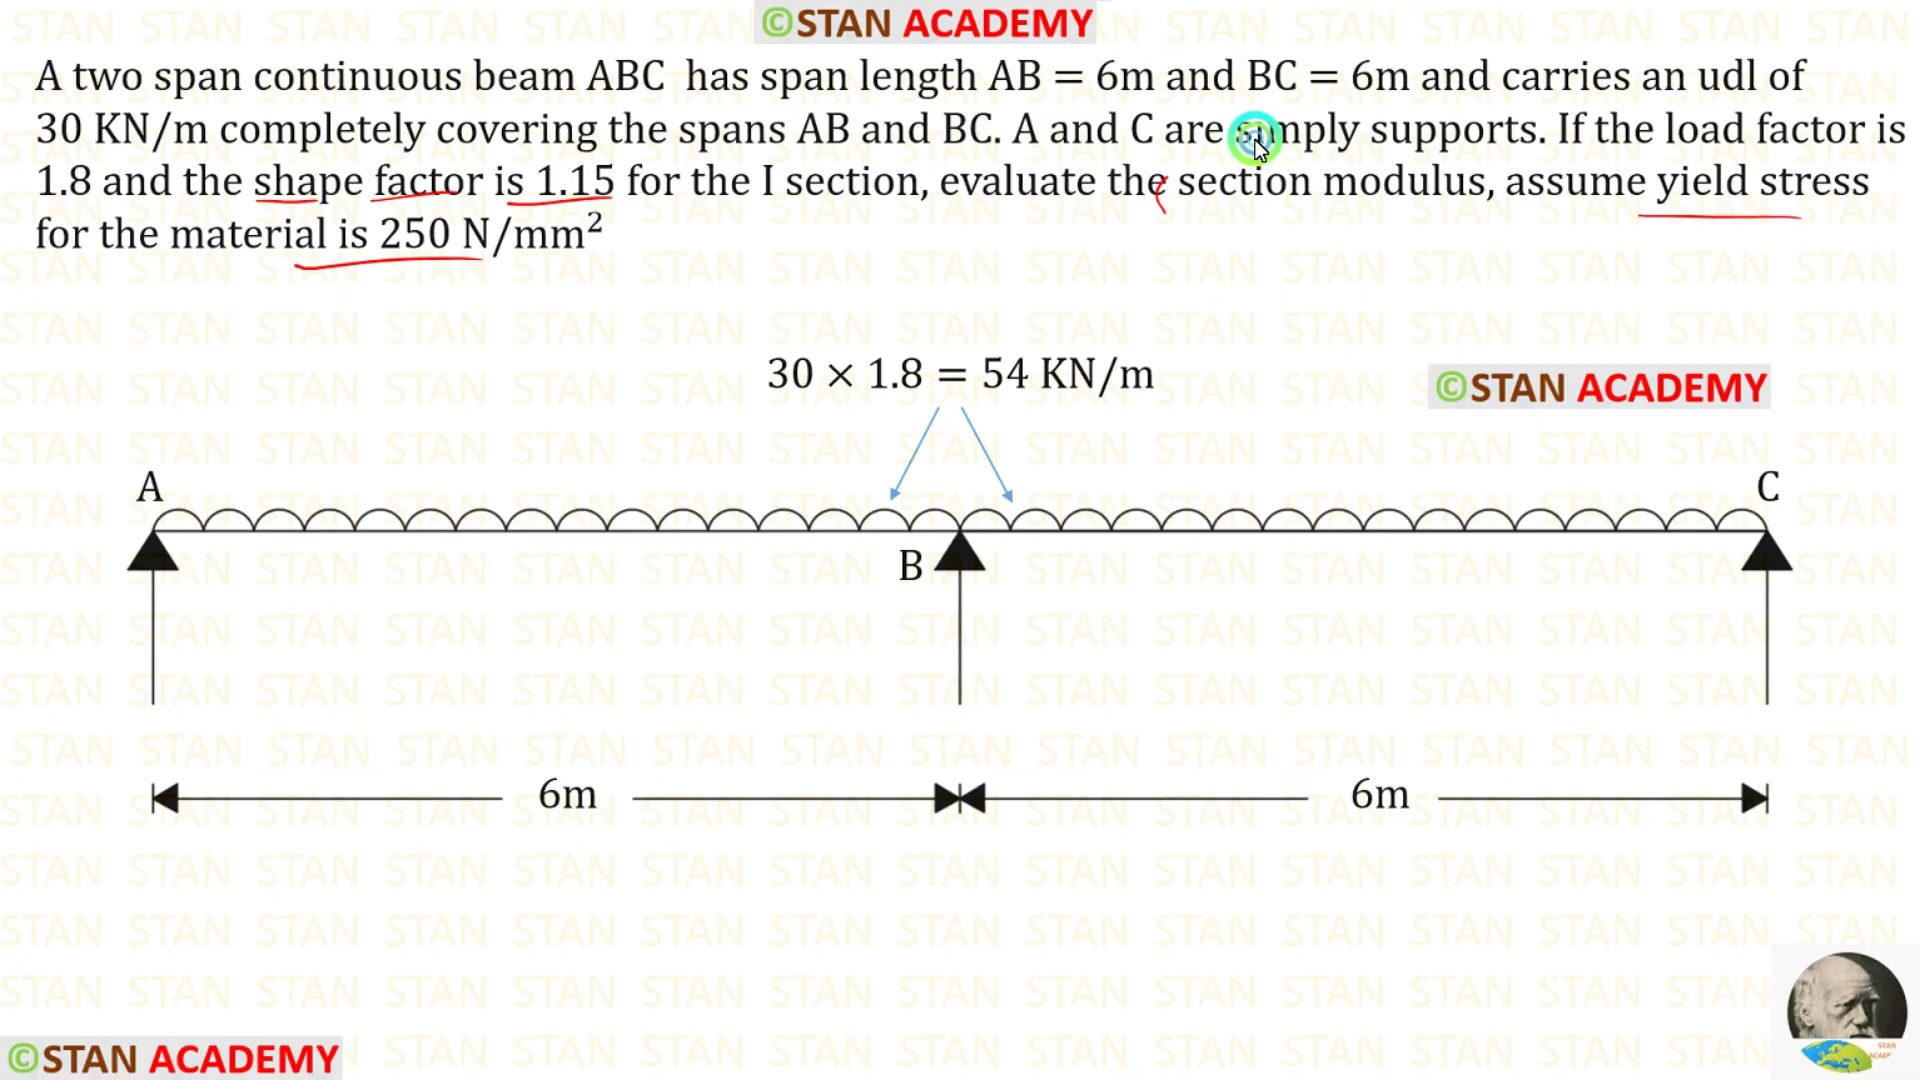 ©STAN ACADEMY
A two span continuous beam ABC has span length AB = 6m and BC = 6m and carries an udl of
30 KN/m completely covering the spans AB and BC. A and C are simply supports. If the load factor is
1.8 and the shape factor is 1.15 for the I section, evaluate the section modulus, assume yield stress
for the material is 250 N/mm²
30 × 1.8 = 54 KN/m
©STAN ACADEMY
A
C
B
6m
6m
©STAN ACADEMY
STAN